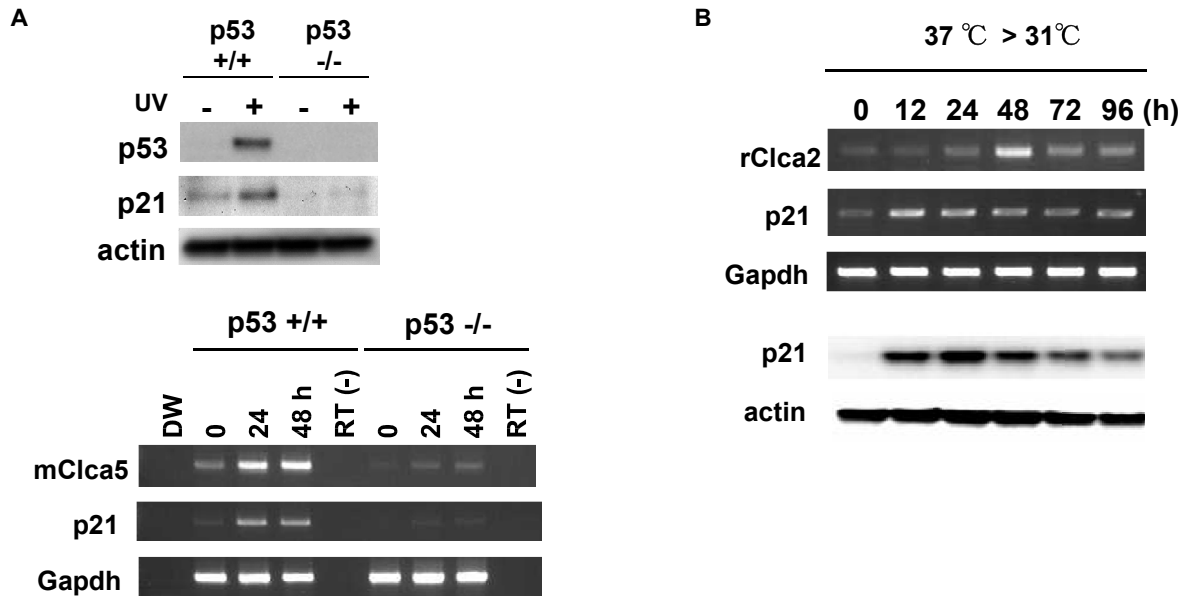 A
p53 p53
+/+ -/-
UV - + - +
p53
p21
actin
p53 +/+ p53 -/-
DW 0 24 48 h RT (-) 0 24 48 h RT (-)
mClca5
p21
Gapdh
B
37 ℃ > 31℃
0 12 24 48 72 96 (h)
rClca2
p21
Gapdh
p21
actin